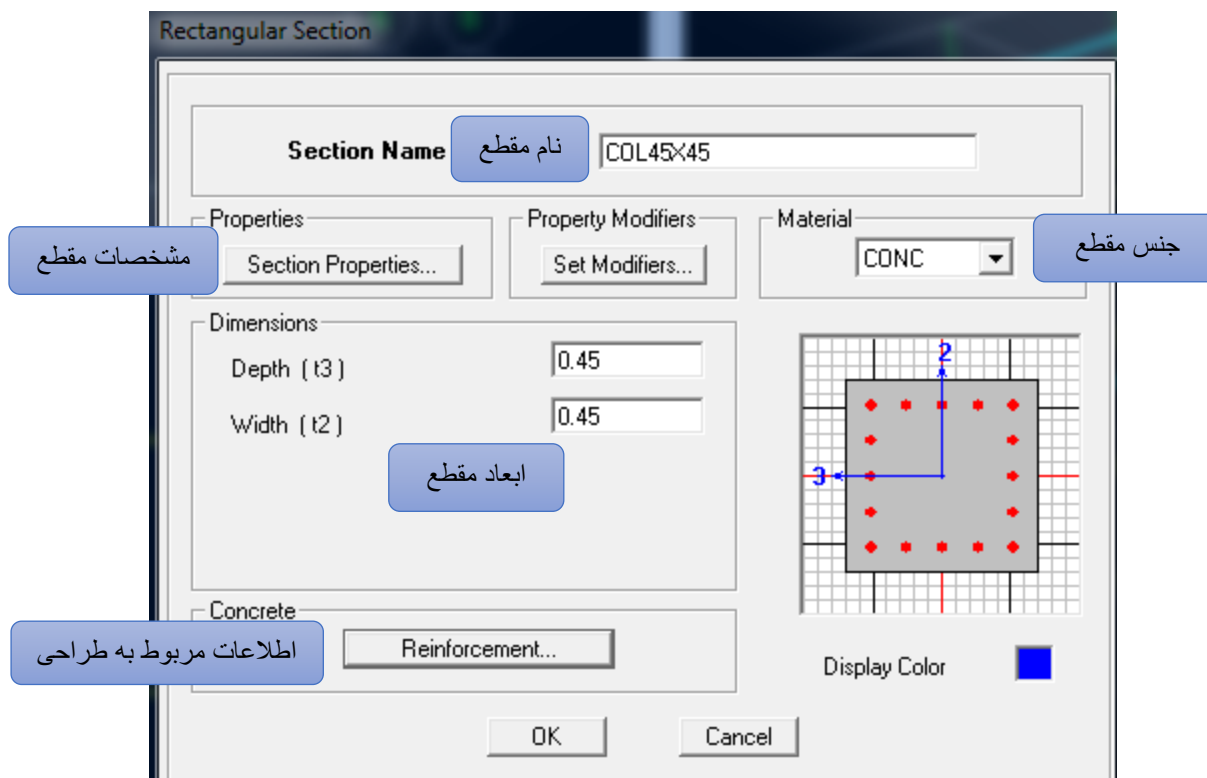 Rectangular Section
Section Name
نام مقطع
COL45X45
Properties
Property Modifiers
Material
مشخصات مقطع
Section Properties...
Set Modifiers...
CONC
جنس مقطع
Dimensions
Depth ( t3 )
0.45
Width ( t2 )
0.45
ابعاد مقطع
2
3
Concrete
اطلاعات مربوط به طراحی
Reinforcement...
Display Color
OK
Cancel